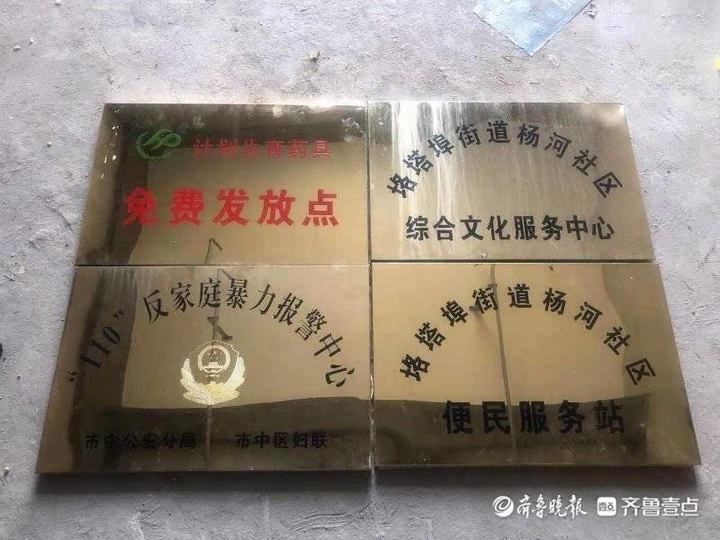 计划生育药具
免费发放点
垎塔埠街道杨河社区
综合文化服务中心
“110”反家庭暴力报警中心
市中公安分局 市中区妇联
垎塔埠街道杨河社区
便民服务站
齐鲁晚报 齐鲁壹点